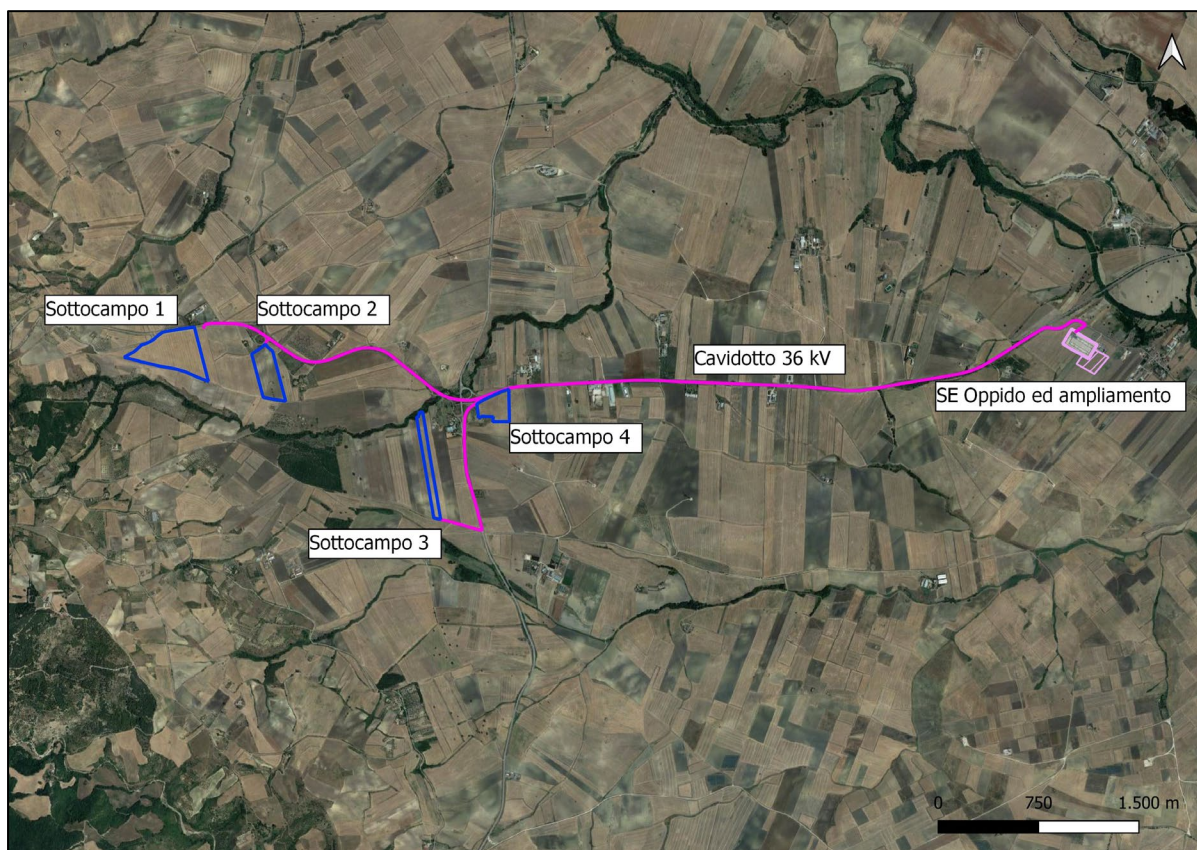 Sottocampo 1
Sottocampo 2
Cavidotto 36 kV
SE Oppido ed ampliamento
Sottocampo 4
Sottocampo 3
0 750 1.500 m